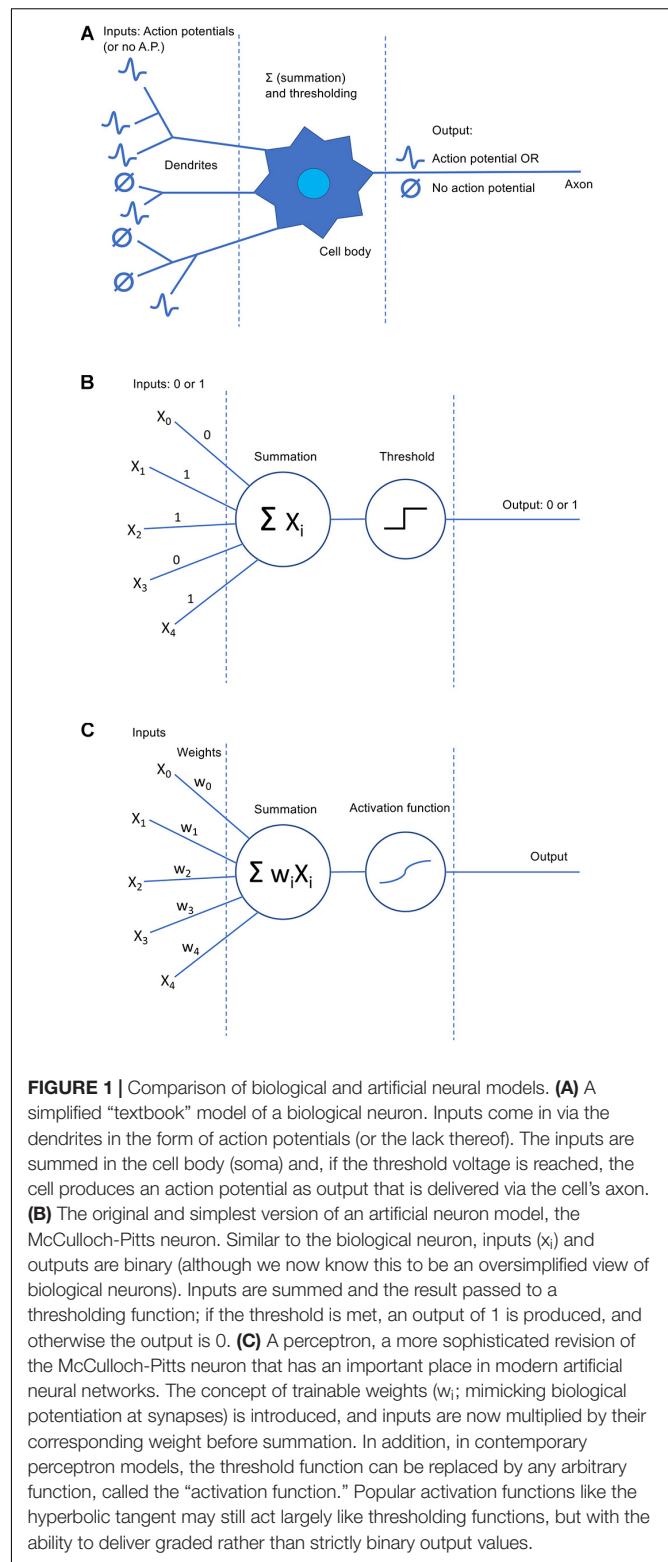 A
Inputs: Action potentials
(or no A.P.)
Σ (summation)
and thresholding
Output:
Dendrites
Action potential OR
No action potential
Axon
Cell body
B
Inputs: 0 or 1
X0
0
Summation
Threshold
X1
1
Σ Xi
Output: 0 or 1
1
X2
0
X3
1
X4
C
Inputs
Weights
X0
w0
Summation
Activation function
X1
w1
Σ wiXi
Output
w2
X2
w3
X3
w4
X4
FIGURE 1 | Comparison of biological and artificial neural models. (A) A
simplified “textbook” model of a biological neuron. Inputs come in via the
dendrites in the form of action potentials (or the lack thereof). The inputs are
summed in the cell body (soma) and, if the threshold voltage is reached, the
cell produces an action potential as output that is delivered via the cell’s axon.
(B) The original and simplest version of an artificial neuron model, the
McCulloch-Pitts neuron. Similar to the biological neuron, inputs (xi) and
outputs are binary (although we now know this to be an oversimplified view of
biological neurons). Inputs are summed and the result passed to a
thresholding function; if the threshold is met, an output of 1 is produced, and
otherwise the output is 0. (C) A perceptron, a more sophisticated revision of
the McCulloch-Pitts neuron that has an important place in modern artificial
neural networks. The concept of trainable weights (wi; mimicking biological
potentiation at synapses) is introduced, and inputs are now multiplied by their
corresponding weight before summation. In addition, in contemporary
perceptron models, the threshold function can be replaced by any arbitrary
function, called the “activation function.” Popular activation functions like the
hyperbolic tangent may still act largely like thresholding functions, but with the
ability to deliver graded rather than strictly binary output values.